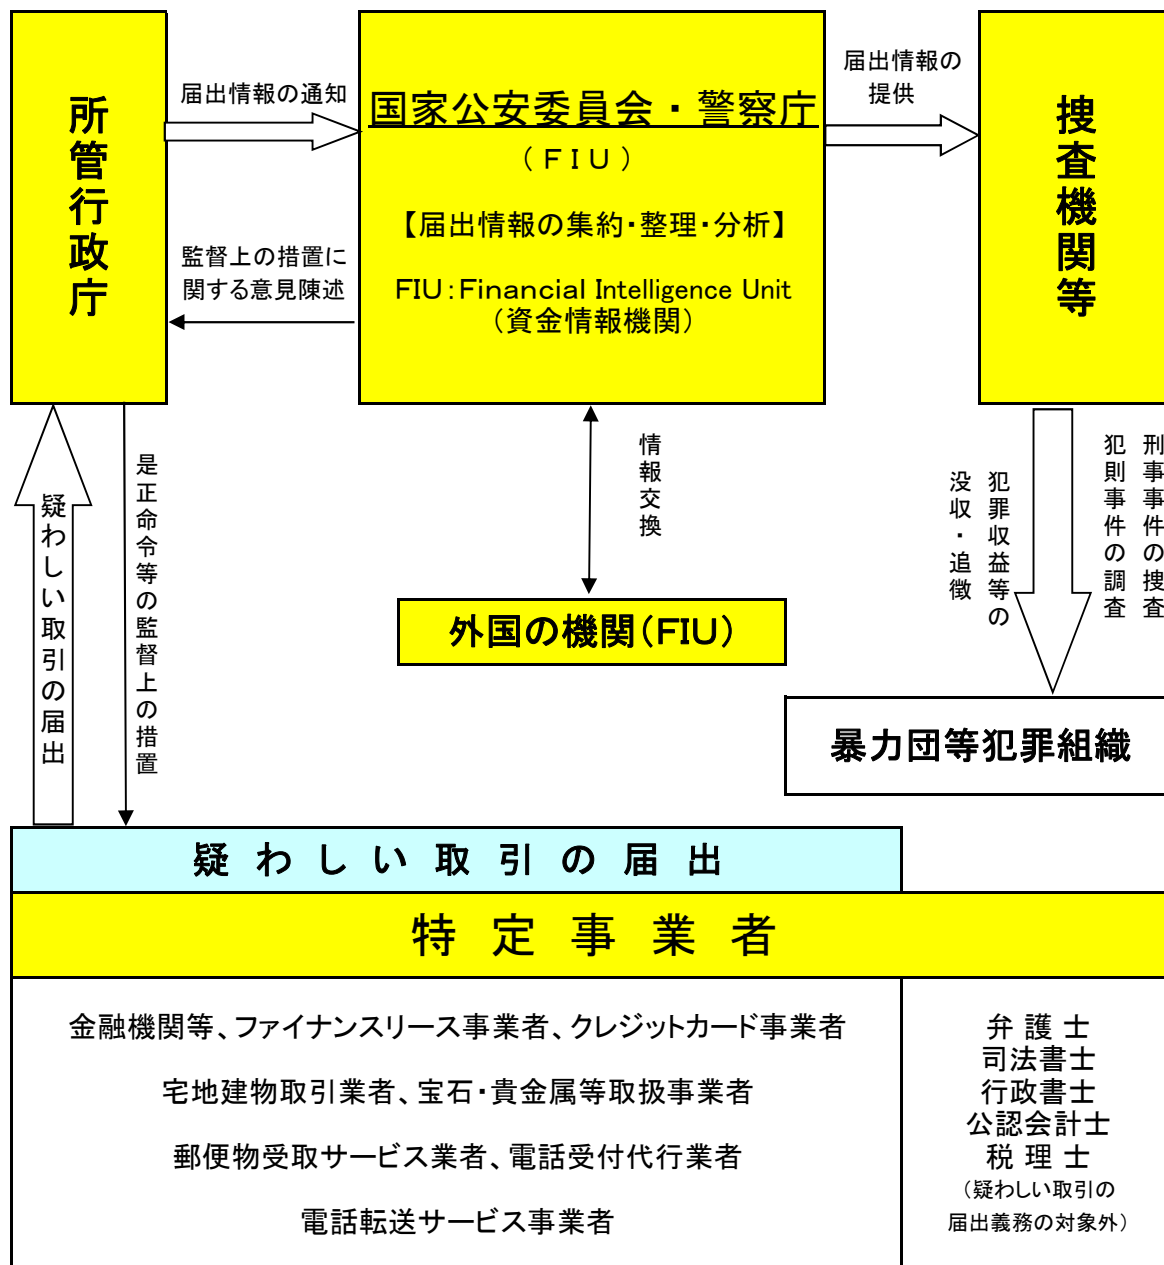 所管行政庁
届出情報の通知
監督上の措置に
関する意見陳述
国家公安委員会・警察庁
（ＦＩＵ）
【届出情報の集約・整理・分析】
FIU：Financial Intelligence Unit
（資金情報機関）
届出情報の
提供
捜査機関等
疑わしい取引の届出
是正命令等の監督上の措置
情報交換
外国の機関（FIU）
刑事事件の捜査
犯則事件の調査
犯罪収益等の
没収・追徴
暴力団等犯罪組織
疑わしい取引の届出
特定事業者
金融機関等、ファイナンスリース事業者、クレジットカード事業者
宅地建物取引業者、宝石・貴金属等取扱事業者
郵便物受取サービス業者、電話受付代行業者
電話転送サービス事業者
弁護士
司法書士
行政書士
公認会計士
税理士
（疑わしい取引の
届出義務の対象外）